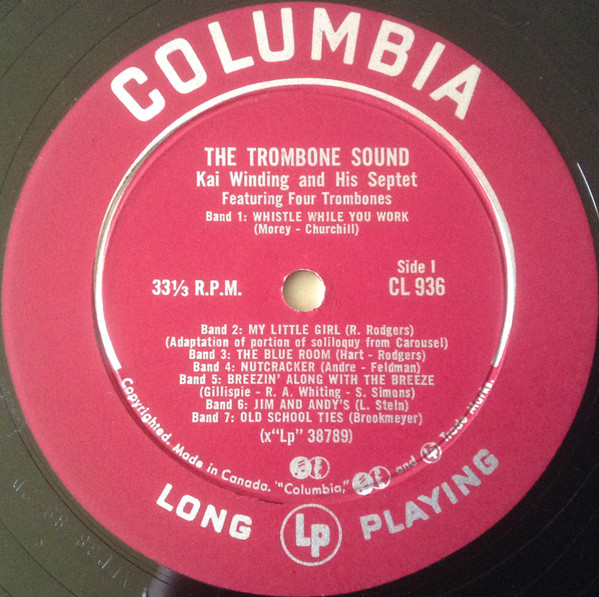 COLUMBIA
THE TROMBONE SOUND
Kai Winding and His Septet
Featuring Four Trombones
Band 1: WHISTLE WHILE YOU WORK
(Morey - Churchill)
33⅓ R.P.M.
Side I
CL 936
Band 2: MY LITTLE GIRL (R. Rodgers)
(Adaptation of portion of soliloquy from Carousel)
Band 3: THE BLUE ROOM (Hart - Rodgers)
Band 4: NUTCRACKER (Andre - Feldman)
Band 5: BREEZIN' ALONG WITH THE BREEZE
(Gillispie - R. A. Whiting - S. Simons)
Band 6: JIM AND ANDY'S (L. Stein)
Band 7: OLD SCHOOL TIES (Brookmeyer)
(x"Lp" 38789)
Copyrighted. Made in Canada. "Columbia," and Lp Trade Marks.
LONG Lp PLAYING